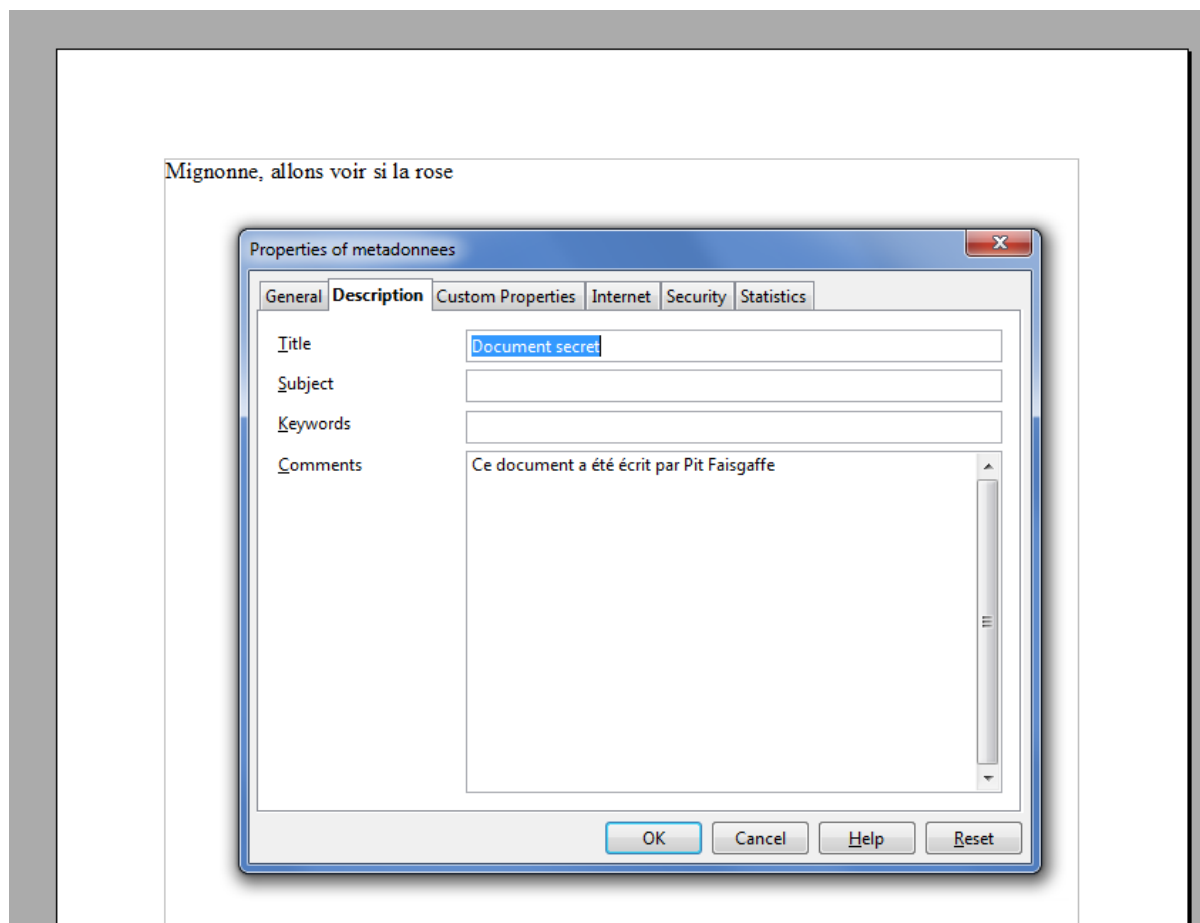 Mignonne, allons voir si la rose
Properties of metadonnees
General Description Custom Properties Internet Security Statistics
Title Document secret
Subject
Keywords
Comments Ce document a été écrit par Pit Faisgaffe
OK Cancel Help Reset